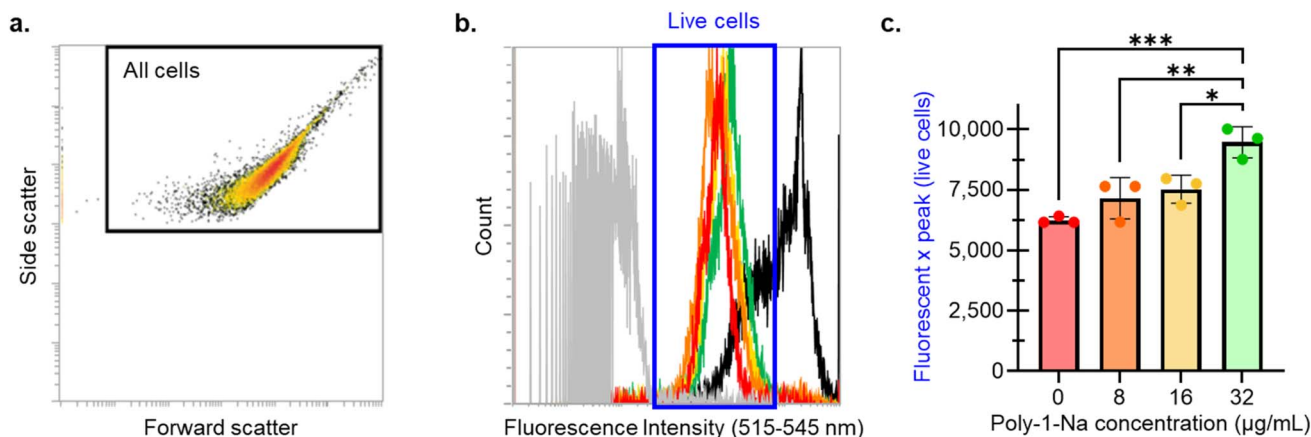 a.
All cells
Side scatter
Forward scatter
b.
Live cells
Count
Fluorescence Intensity (515-545 nm)
c.
***
**
*
Fluorescent x peak (live cells)
10,000
7,500
5,000
2,500
0
0 8 16 32
Poly-1-Na concentration (µg/mL)